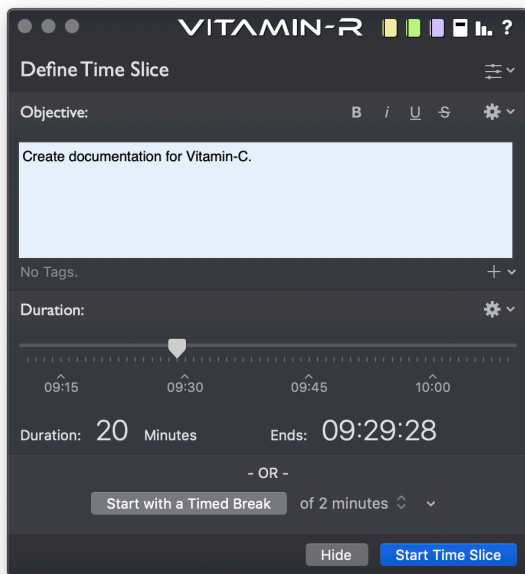 VITAMIN-R ?
Define Time Slice
Objective: B i U S
Create documentation for Vitamin-C.
No Tags.
Duration:
09:15 09:30 09:45 10:00
Duration: 20 Minutes Ends: 09:29:28
- OR -
Start with a Timed Break of 2 minutes
Hide Start Time Slice